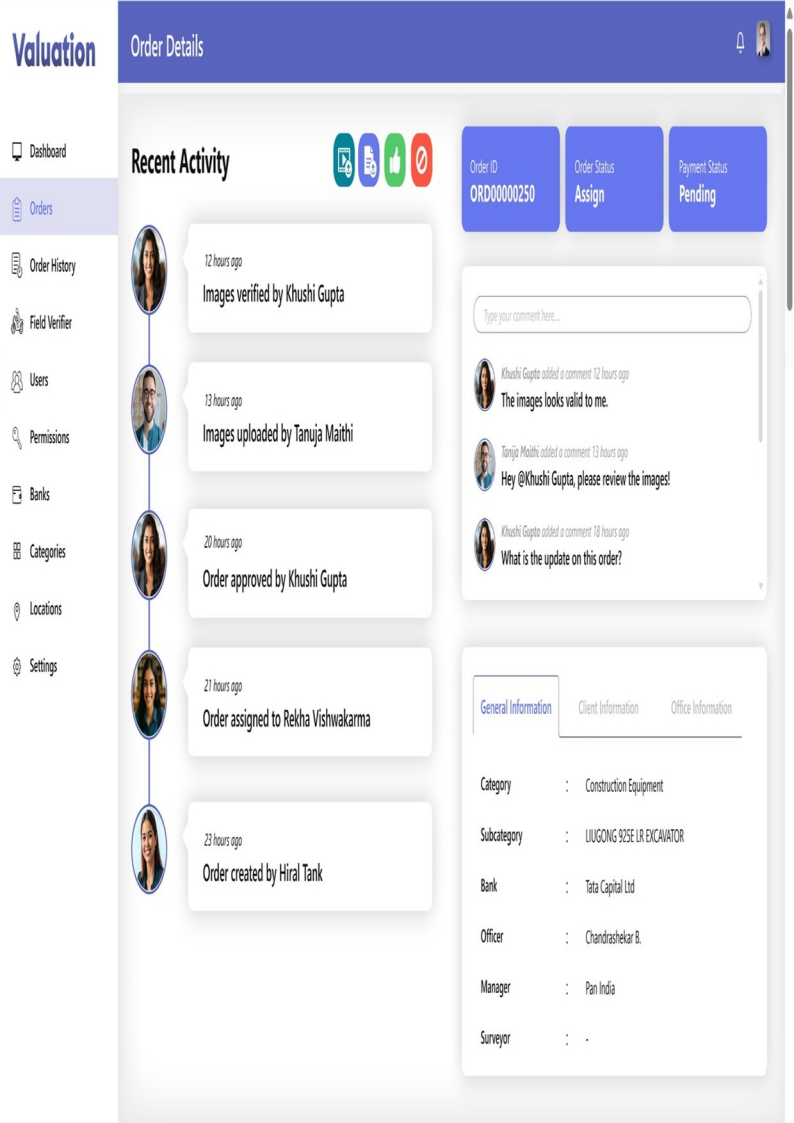 Valuation
Order Details
Dashboard
Orders
Order History
Field Verifier
Users
Permissions
Banks
Categories
Locations
Settings
Recent Activity
12 hours ago
Images verified by Khushi Gupta
13 hours ago
Images uploaded by Tanuja Maithi
20 hours ago
Order approved by Khushi Gupta
21 hours ago
Order assigned to Rekha Vishwakarma
23 hours ago
Order created by Hiral Tank
Order ID
ORD00000250
Order Status
Assign
Payment Status
Pending
Type your comment here...
Khushi Gupta added a comment 12 hours ago
The images looks valid to me.
Tanija Maithi added a comment 13 hours ago
Hey @Khushi Gupta, please review the images!
Khushi Gupta added a comment 18 hours ago
What is the update on this order?
General Information Client Information Office Information
Category : Construction Equipment
Subcategory : LIUGONG 925E LR EXCAVATOR
Bank : Tata Capital Ltd
Officer : Chandrashekar B.
Manager : Pan India
Surveyor : -